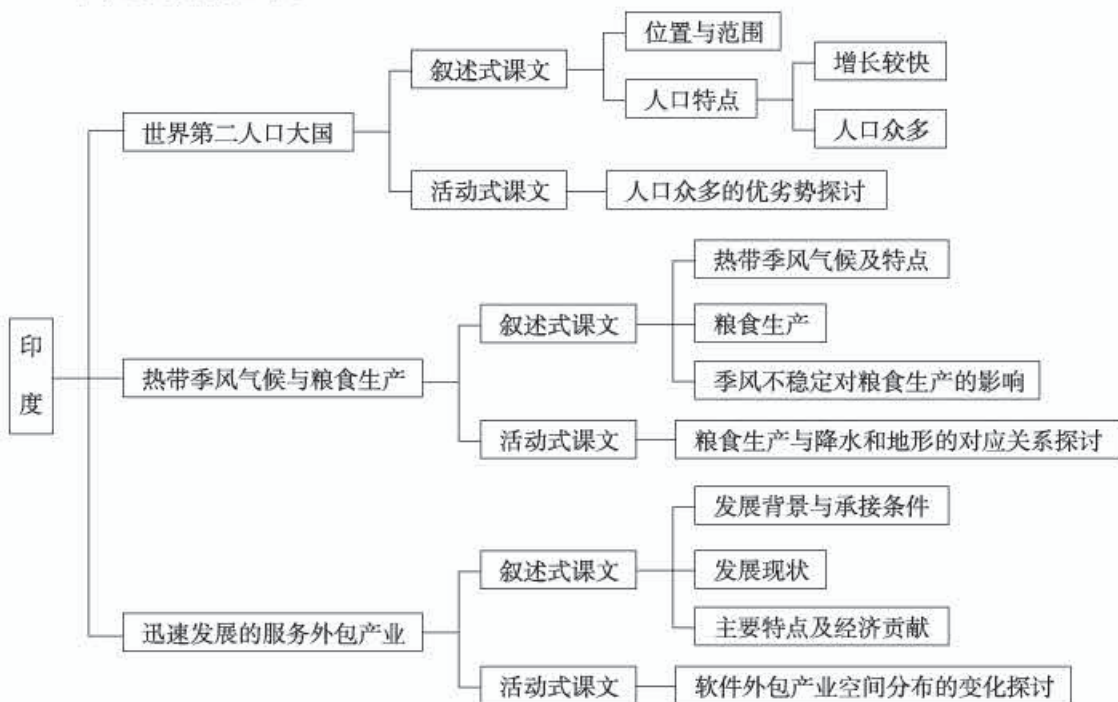 印度
世界第二人口大国
叙述式课文
位置与范围
人口特点
增长较快
人口众多
活动式课文
人口众多的优劣势探讨
热带季风气候与粮食生产
叙述式课文
热带季风气候及特点
粮食生产
季风不稳定对粮食生产的影响
活动式课文
粮食生产与降水和地形的对应关系探讨
迅速发展的服务外包产业
叙述式课文
发展背景与承接条件
发展现状
主要特点及经济贡献
活动式课文
软件外包产业空间分布的变化探讨